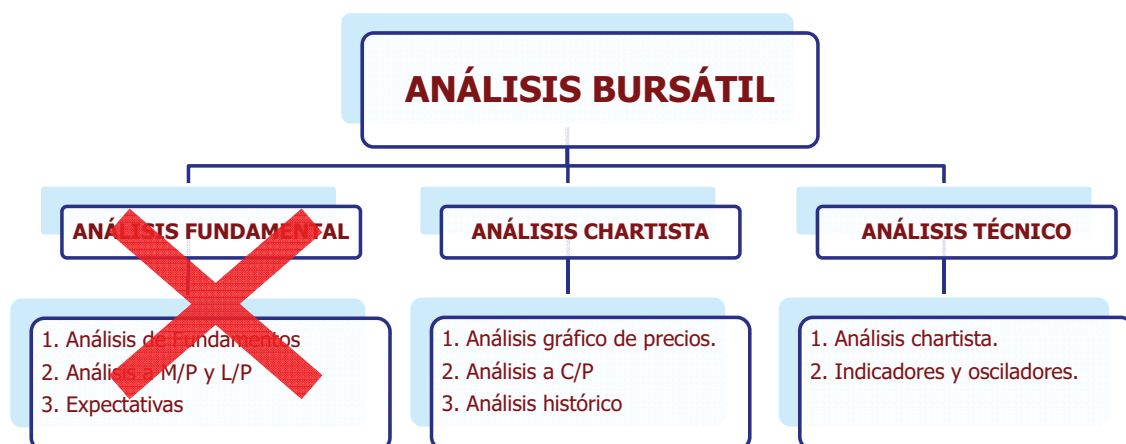 ANÁLISIS BURSÁTIL
ANÁLISIS FUNDAMENTAL
ANÁLISIS CHARTISTA
ANÁLISIS TÉCNICO
1. Análisis de Fundamentos
2. Análisis a M/P y L/P
3. Expectativas
1. Análisis gráfico de precios.
2. Análisis a C/P
3. Análisis histórico
1. Análisis chartista.
2. Indicadores y osciladores.